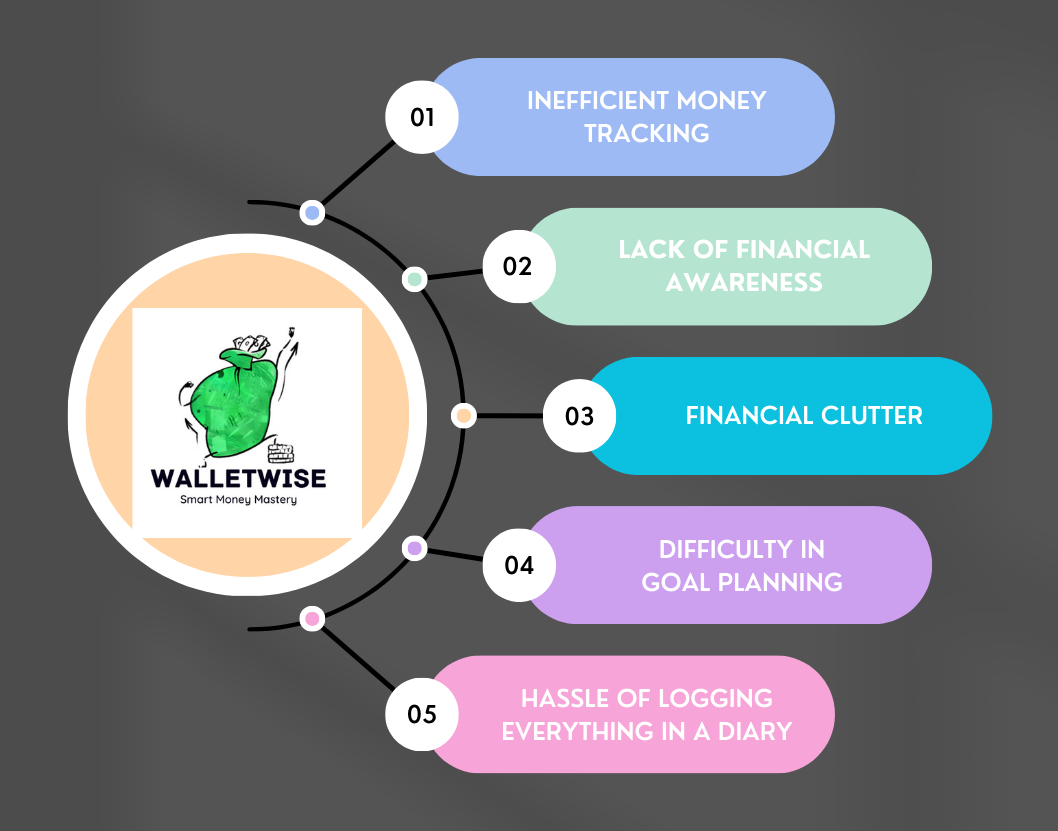 01
INEFFICIENT MONEY
TRACKING
02
LACK OF FINANCIAL
AWARENESS
03
FINANCIAL CLUTTER
WALLETWISE
Smart Money Mastery
04
DIFFICULTY IN
GOAL PLANNING
05
HASSLE OF LOGGING
EVERYTHING IN A DIARY